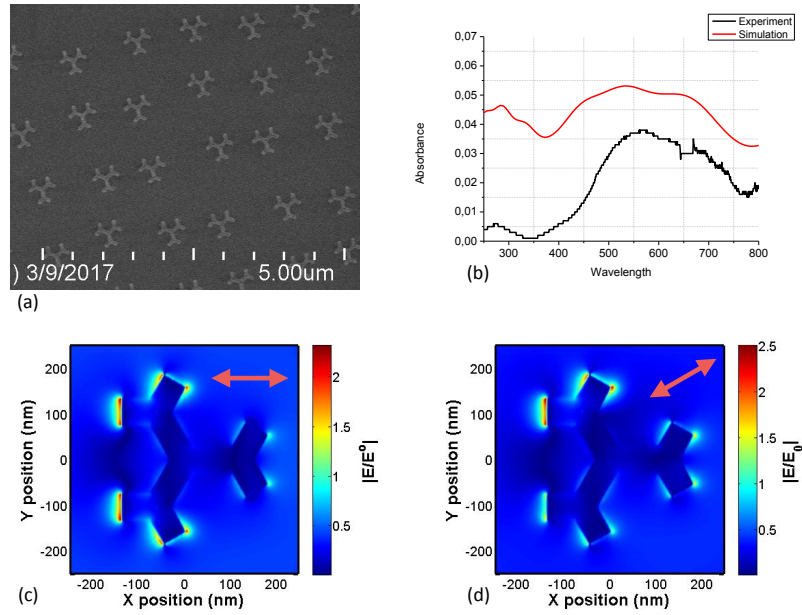 ) 3/9/2017 5.00um
(a)
Experiment
Simulation
0,07
0,06
0,05
0,04
0,03
0,02
0,01
0,00
Absorbance
300 400 500 600 700 800
Wavelength
(b)
200
100
0
-100
-200
Y position (nm)
-200 -100 0 100 200
X position (nm)
2
1.5
1
0.5
|E/E₀|
(c)
200
100
0
-100
-200
Y position (nm)
-200 -100 0 100 200
X position (nm)
2.5
2
1.5
1
0.5
|E/E₀|
(d)